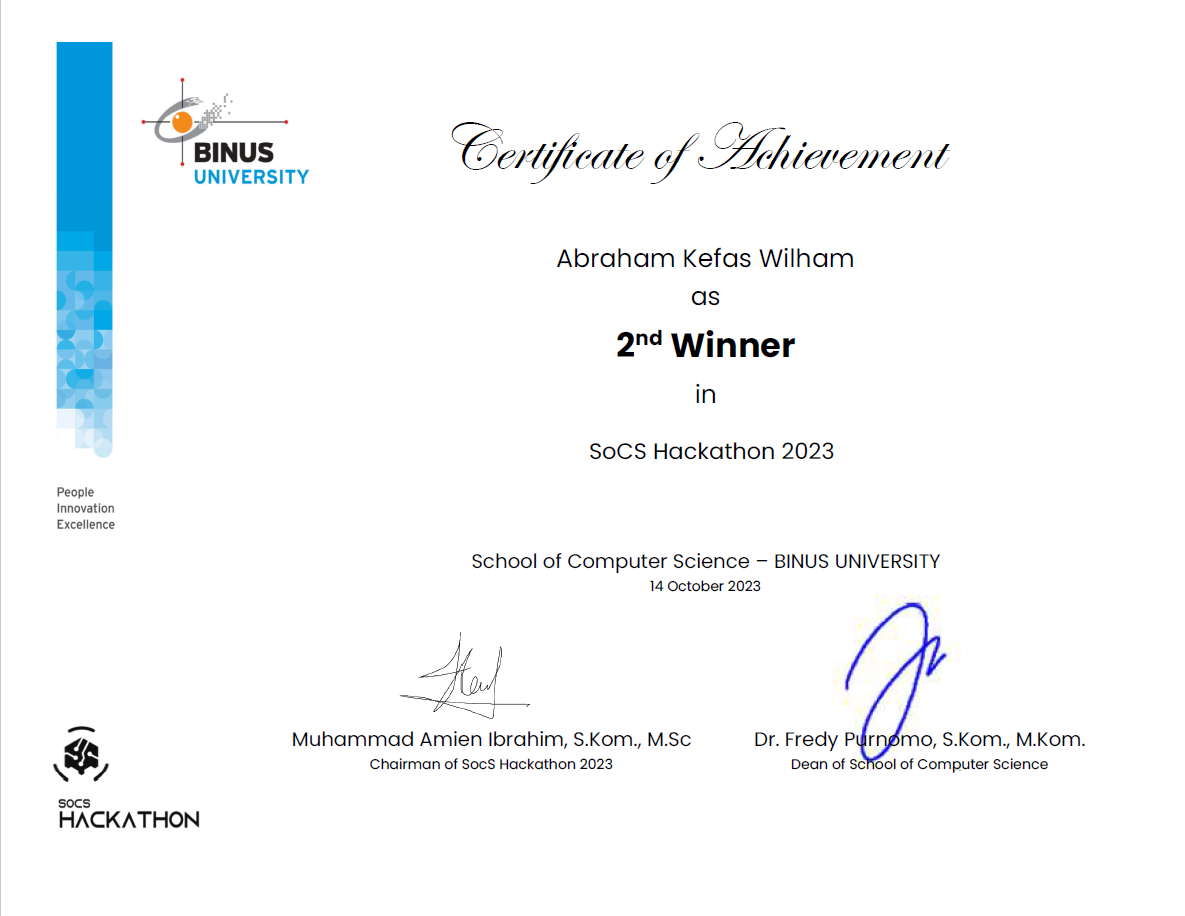 BINUS
UNIVERSITY
Certificate of Achievement
Abraham Kefas Wilham
as
2nd Winner
in
SoCS Hackathon 2023
People
Innovation
Excellence
School of Computer Science – BINUS UNIVERSITY
14 October 2023
Muhammad Amien Ibrahim, S.Kom., M.Sc
Chairman of SocS Hackathon 2023
Dr. Fredy Purnomo, S.Kom., M.Kom.
Dean of School of Computer Science
SOCS
HACKATHON